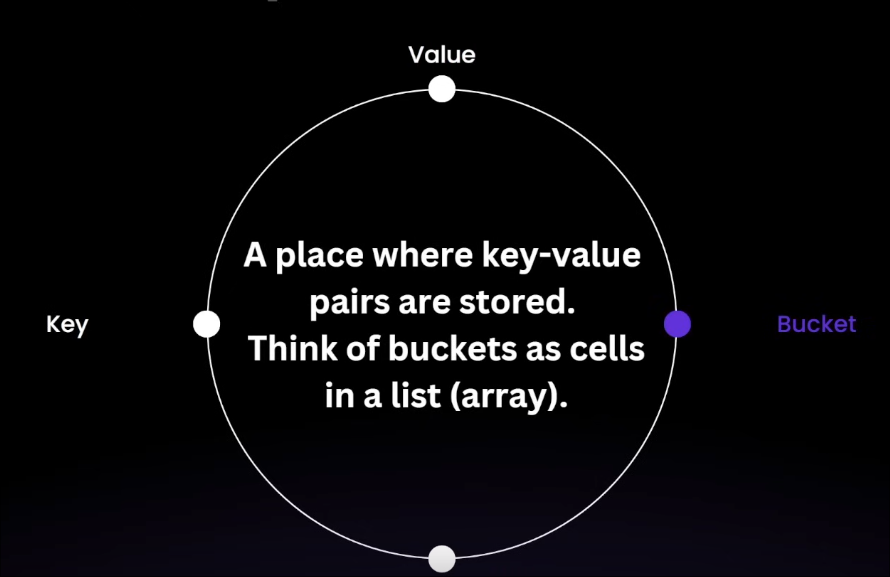 Value
A place where key-value
pairs are stored.
Key
Bucket
Think of buckets as cells
in a list (array).